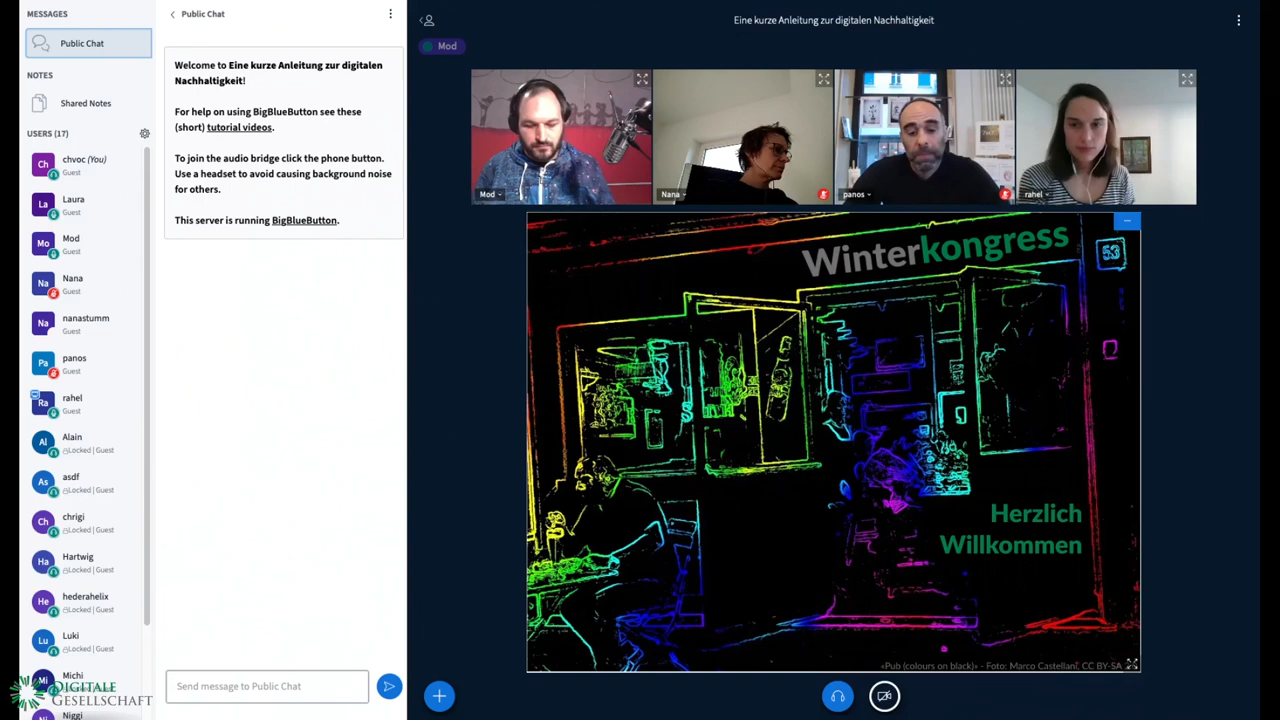 MESSAGES
Public Chat
NOTES
Shared Notes
USERS (17)
Ch
chvoc (You)
Guest
La
Laura
Guest
Mo
Mod
Guest
Na
Nana
Guest
Na
nanastumm
Guest
Pa
panos
Guest
Ra
rahel
Guest
Al
Alain
Locked | Guest
As
asdf
Locked | Guest
Ch
chrigi
Locked | Guest
Ha
Hartwig
Locked | Guest
He
hederahelix
Locked | Guest
Lu
Luki
Locked | Guest
Mi
Michi
Niggi
DIGITALE
GESELLSCHAFT
Public Chat
Welcome to Eine kurze Anleitung zur digitalen
Nachhaltigkeit!
For help on using BigBlueButton see these
(short) tutorial videos.
To join the audio bridge click the phone button.
Use a headset to avoid causing background noise
for others.
This server is running BigBlueButton.
Send message to Public Chat
Eine kurze Anleitung zur digitalen Nachhaltigkeit
Mod
Mod
Nana
panos
rahel
Winterkongress
53
Herzlich
Willkommen
«Pub (colours on black)» - Foto: Marco Castellani, CC BY-SA